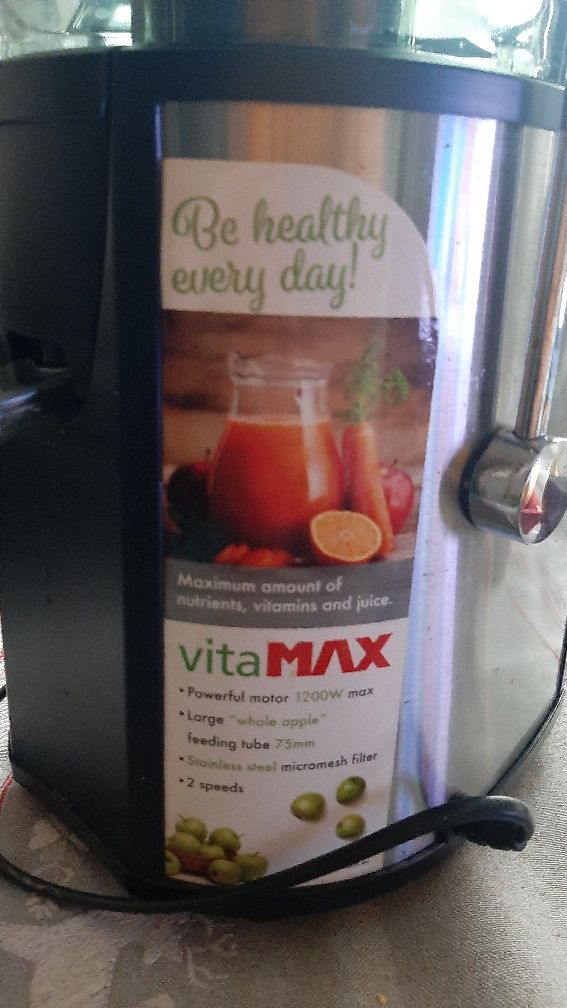 Be healthy
every day!
Maximum amount of
nutrients, vitamins and juice.
vitaMAX
• Powerful motor 1200W max
• Large "whole apple"
feeding tube 75mm
• Stainless steel micromesh filter
• 2 speeds